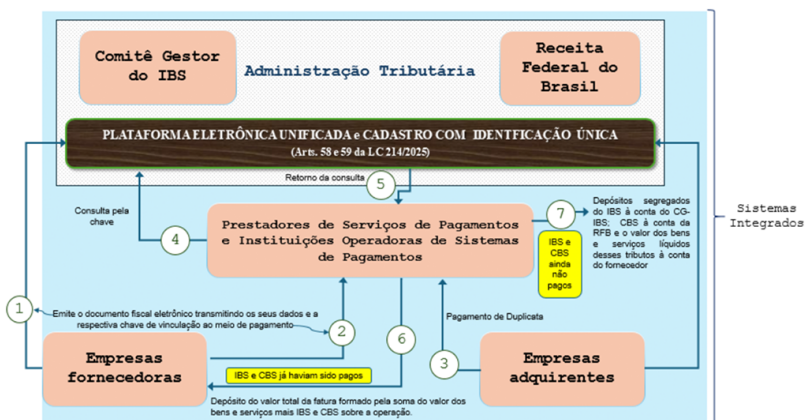 Comitê Gestor
do IBS
Administração Tributária
Receita
Federal do
Brasil
PLATAFORMA ELETRÔNICA UNIFICADA e CADASTRO COM IDENTFICAÇÃO ÚNICA
(Arts. 58 e 59 da LC 214/2025)
Retorno da consulta
5
Consulta pela
chave
4
Prestadores de Serviços de Pagamentos
e Instituições Operadoras de Sistemas
de Pagamentos
7
IBS e
CBS
ainda
não
pagos
Depósitos segregados
do IBS à conta do CG-
IBS; CBS à conta da
RFB e o valor dos bens
e serviços líquidos
desses tributos à conta
do fornecedor
Sistemas
Integrados
1
Emite o documento fiscal eletrônico transmitindo os seus dados e a
respectiva chave de vinculação ao meio de pagamento
2
6
Pagamento de Duplicata
3
Empresas
fornecedoras
IBS e CBS já haviam sido pagos
Empresas
adquirentes
Depósito do valor total da fatura formado pela soma do valor dos
bens e serviços mais IBS e CBS sobre a operação.